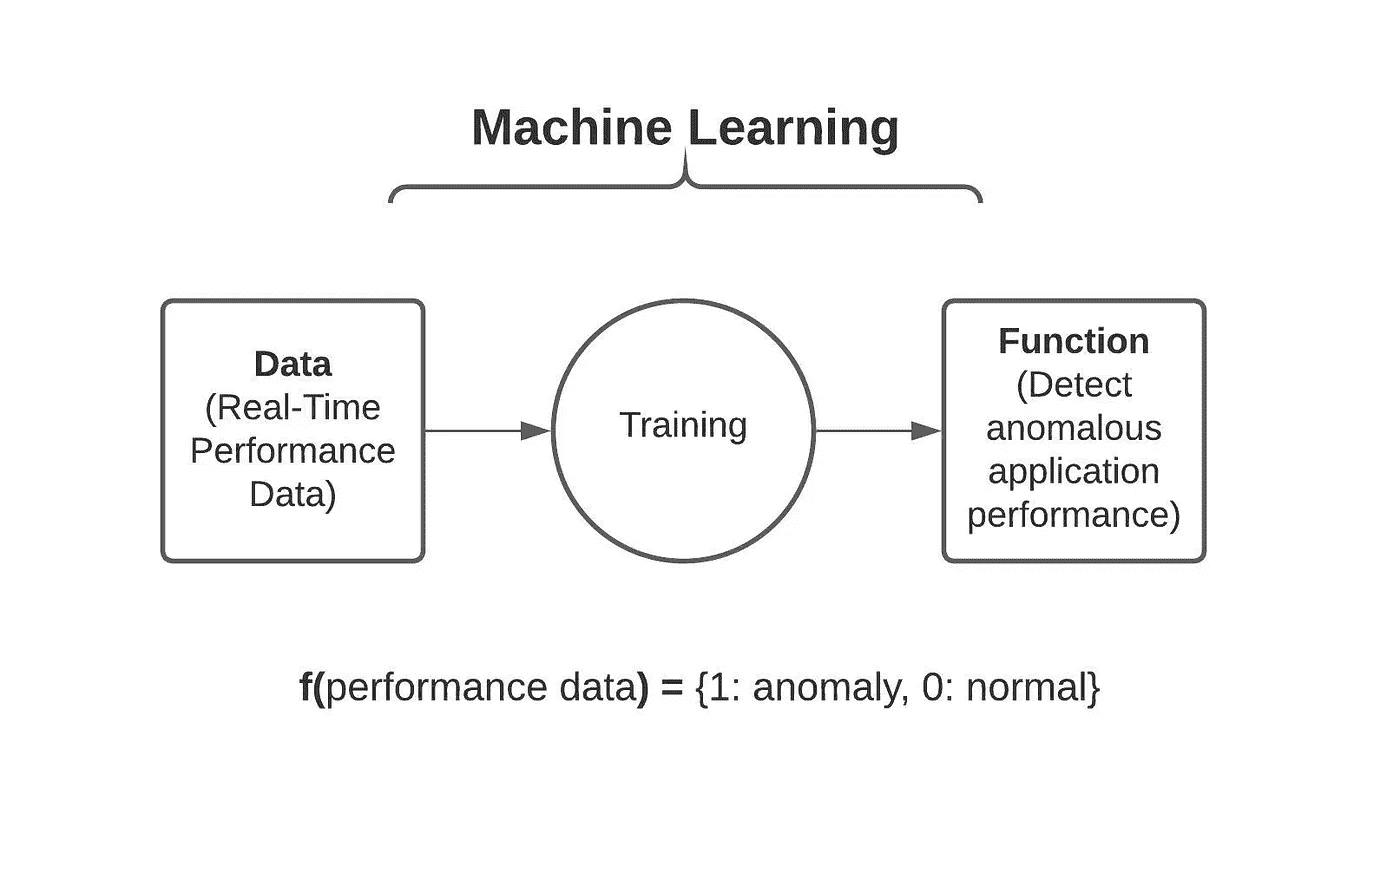 Machine Learning
Data
(Real-Time
Performance
Data)
Training
Function
(Detect
anomalous
application
performance)
f(performance data) = {1: anomaly, 0: normal}